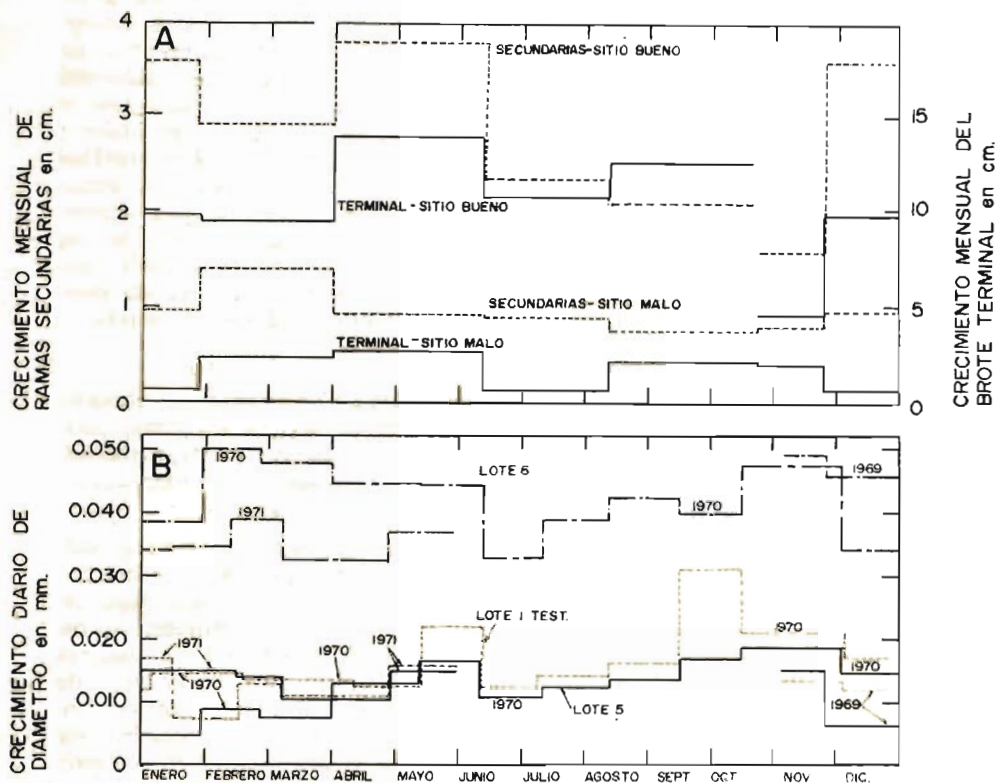 A
4
3
2
1
0
15
10
5
0
CRECIMIENTO MENSUAL DE
RAMAS SECUNDARIAS en cm.
CRECIMIENTO MENSUAL DEL
BROTE TERMINAL en cm.
SECUNDARIAS-SITIO BUENO
TERMINAL-SITIO BUENO
SECUNDARIAS-SITIO MALO
TERMINAL-SITIO MALO
B
0.050
0.040
0.030
0.020
0.010
0
CRECIMIENTO DIARIO DE
DIAMETRO en mm.
1970
LOTE 6
1969
1971
1970
LOTE 1 TEST.
1971
1970
1971
970
1970
1970
1970
LOTE 5
1969
ENERO FEBRERO MARZO ABRIL MAYO JUNIO JULIO AGOSTO SEPT OCT NOV DIC.